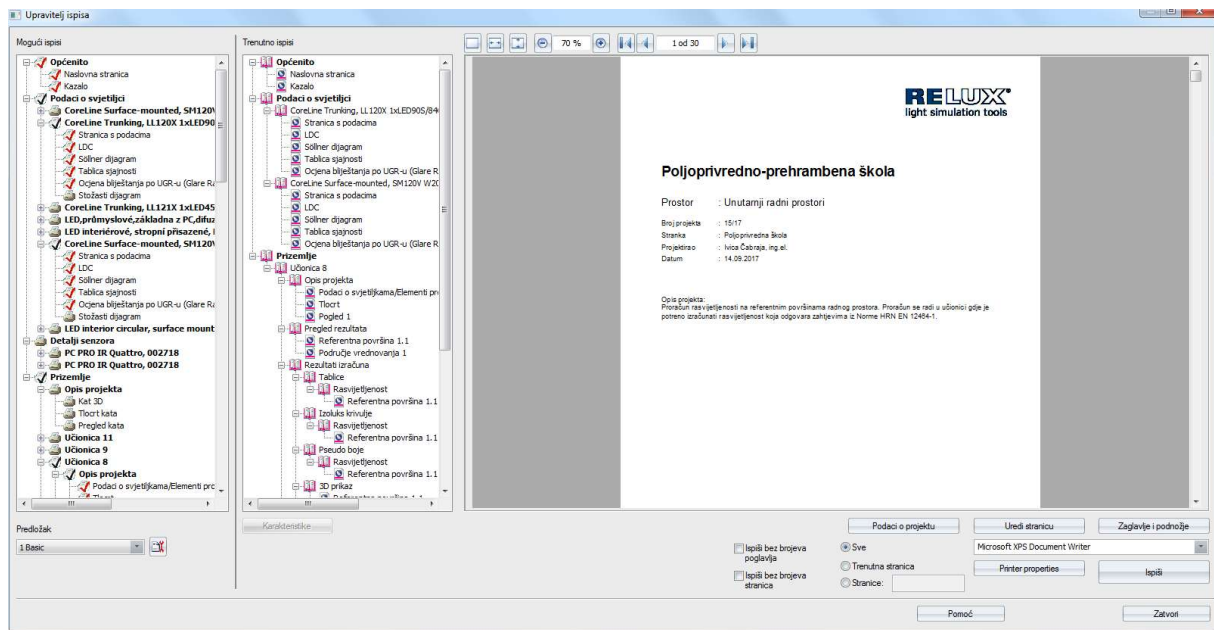 Upravitelj ispisa
Mogući ispisi
Općenito
Naslovna stranica
Kazalo
Podaci o svjetiljci
CoreLine Surface-mounted, SM120V
CoreLine Trunking, LL120X 1xLED90
Stranica s podacima
LDC
Söllner dijagram
Tablica sjajnosti
Ocjena bliještanja po UGR-u (Glare Ra
Stožasti dijagram
CoreLine Trunking, LL121X 1xLED45
LED,průmyslové,základna z PC,difuz
LED interiérové, stropní přisazené,
CoreLine Surface-mounted, SM120V
Stranica s podacima
LDC
Söllner dijagram
Tablica sjajnosti
Ocjena bliještanja po UGR-u (Glare Ra
Stožasti dijagram
LED interior circular, surface mount
Detalji senzora
PC PRO IR Quattro, 002718
PC PRO IR Quattro, 002718
Prizemlje
Opis projekta
Kat 3D
Tlocrt kata
Pregled kata
Učionica 11
Učionica 9
Učionica 8
Opis projekta
Podaci o svjetiljkama/Elementi prc
Tlocrt
Predložak
1 Basic
Trenutno ispisi
Općenito
Naslovna stranica
Kazalo
Podaci o svjetiljci
CoreLine Trunking, LL120X 1xLED90S/84
Stranica s podacima
LDC
Söllner dijagram
Tablica sjajnosti
Ocjena bliještanja po UGR-u (Glare R
CoreLine Surface-mounted, SM120V W20
Stranica s podacima
LDC
Söllner dijagram
Tablica sjajnosti
Ocjena bliještanja po UGR-u (Glare R
Prizemlje
Učionica 8
Opis projekta
Podaci o svjetiljkama/Elementi pr
Tlocrt
Pogled 1
Pregled rezultata
Referentna površina 1.1
Područje vrednovanja 1
Rezultati izračuna
Tablice
Rasvijetljenost
Referentna površina 1.1
Izoluks krivulje
Rasvijetljenost
Referentna površina 1.1
Pseudo boje
Rasvijetljenost
Referentna površina 1.1
3D prikaz
Referentna površina 1.1
Karakteristike
70 %
1 od 30
RELUX
light simulation tools
Poljoprivredno-prehrambena škola
Prostor : Unutarnji radni prostori
Broj projekta : 15/17
Stranka : Poljoprivredna škola
Projektirao : Ivica Čabraja, ing.el.
Datum : 14.09.2017
Opis projekta:
Proračun rasvijetljenosti na referentnim površinama radnog prostora. Proračun se radi u učionici gdje je
potreno izračunati rasvijetljenost koja odgovara zahtjevima iz Norme HRN EN 12464-1.
Podaci o projektu
Uredi stranicu
Zaglavlje i podnožje
Ispiši bez brojeva
poglavlja
Ispiši bez brojeva
stranica
Sve
Trenutna stranica
Stranice:
Microsoft XPS Document Writer
Printer properties
Ispiši
Pomoć
Zatvori